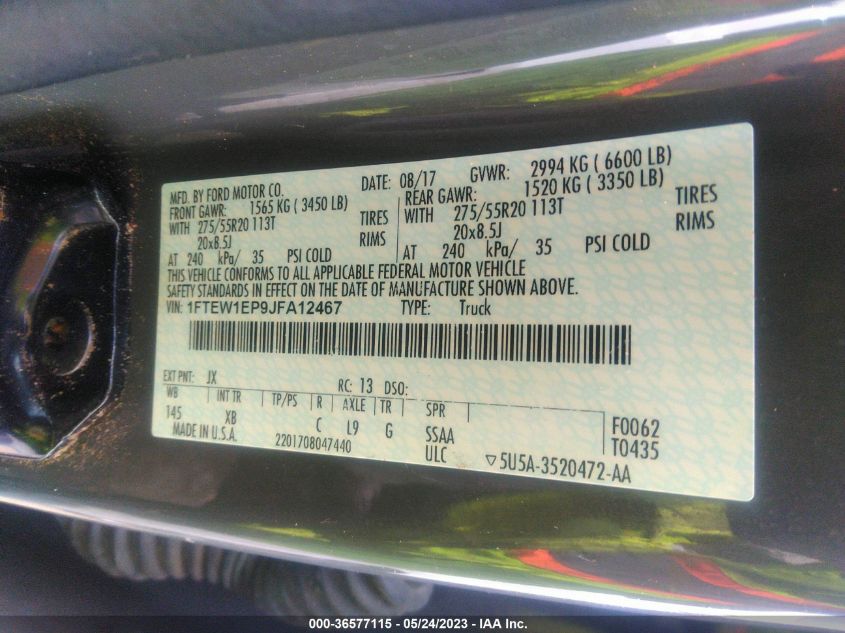 MFD. BY FORD MOTOR CO. DATE: 08/17 GVWR: 2994 KG ( 6600 LB)
FRONT GAWR: 1565 KG ( 3450 LB) REAR GAWR: 1520 KG ( 3350 LB)
WITH 275/55R20 113T TIRES WITH 275/55R20 113T TIRES
20x8.5J RIMS 20x8.5J RIMS
AT 240 kPa/ 35 PSI COLD AT 240 kPa/ 35 PSI COLD
THIS VEHICLE CONFORMS TO ALL APPLICABLE FEDERAL MOTOR VEHICLE
SAFETY STANDARDS IN EFFECT ON THE DATE OF MANUFACTURE SHOWN ABOVE.
VIN: 1FTEW1EP9JFA12467 TYPE: Truck
EXT PNT: JX RC: 13 DSO:
WB INT TR TP/PS R AXLE TR SPR F0062
145 XB C L9 G SSAA T0435
MADE IN U.S.A. 2201708047440 ULC ▽5U5A-3520472-AA
000-36577115 - 05/24/2023 - IAA Inc.